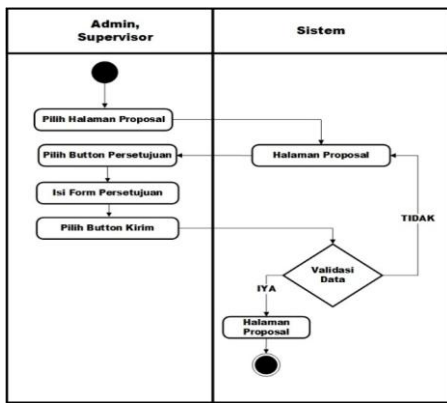 Admin,
Supervisor
Sistem
Pilih Halaman Proposal
Pilih Button Persetujuan
Halaman Proposal
Isi Form Persetujuan
Pilih Button Kirim
TIDAK
Validasi
Data
IYA
Halaman
Proposal